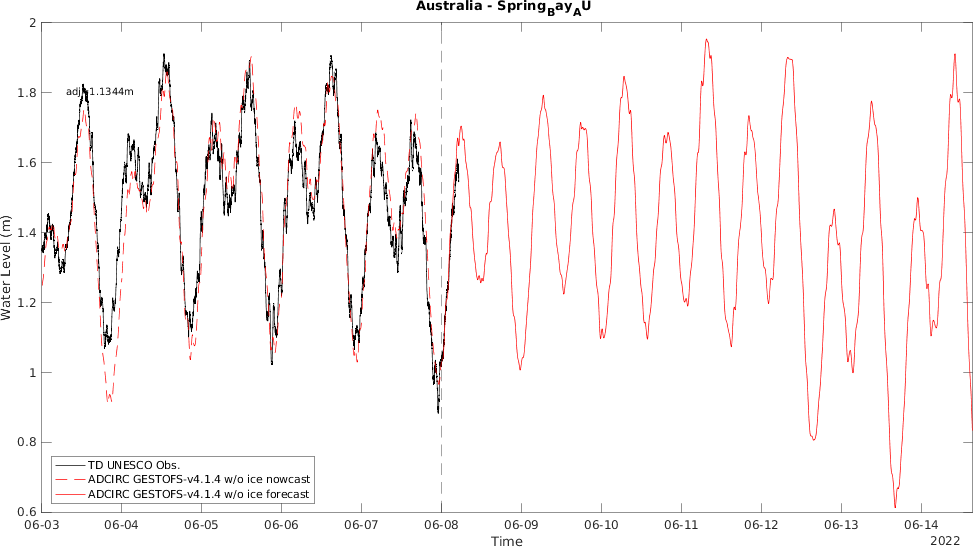 Australia - SpringBayAU
2
1.8
1.6
1.4
1.2
1
0.8
0.6
Water Level (m)
adj: 1.1344m
TD UNESCO Obs.
ADCIRC GESTOFS-v4.1.4 w/o ice nowcast
ADCIRC GESTOFS-v4.1.4 w/o ice forecast
06-03 06-04 06-05 06-06 06-07 06-08 06-09 06-10 06-11 06-12 06-13 06-14
Time
2022